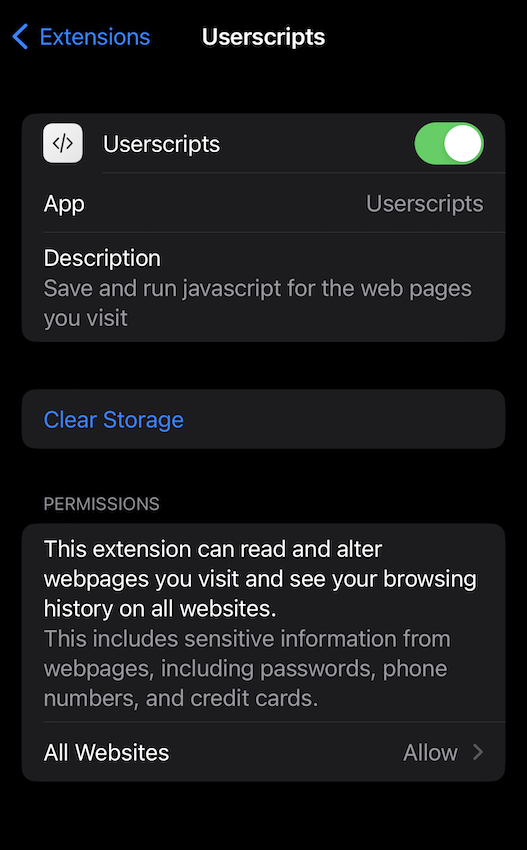 Extensions
Userscripts
</> Userscripts
App Userscripts
Description
Save and run javascript for the web pages
you visit
Clear Storage
PERMISSIONS
This extension can read and alter
webpages you visit and see your browsing
history on all websites.
This includes sensitive information from
webpages, including passwords, phone
numbers, and credit cards.
All Websites Allow